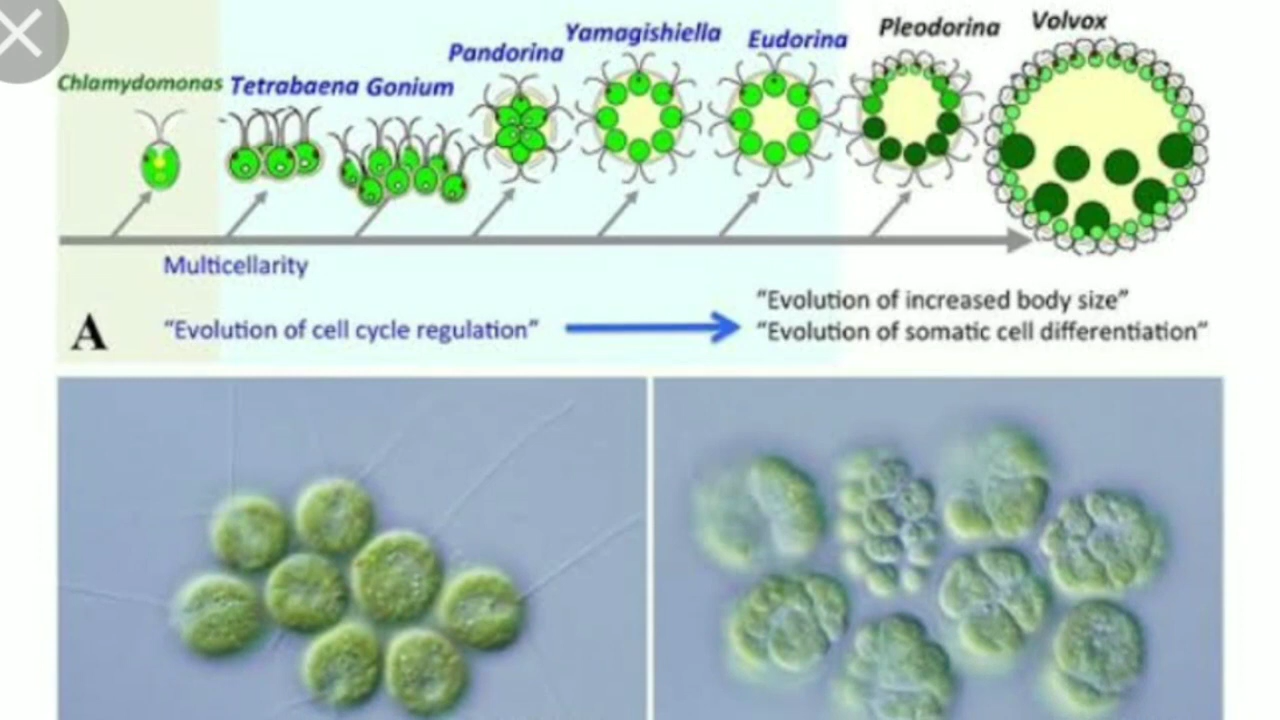 Volvox
Pleodorina
Yamagishiella
Eudorina
Pandorina
Chlamydomonas
Tetrabaena
Gonium
Multicellarity
"Evolution of increased body size"
A
"Evolution of cell cycle regulation"
"Evolution of somatic cell differentiation"